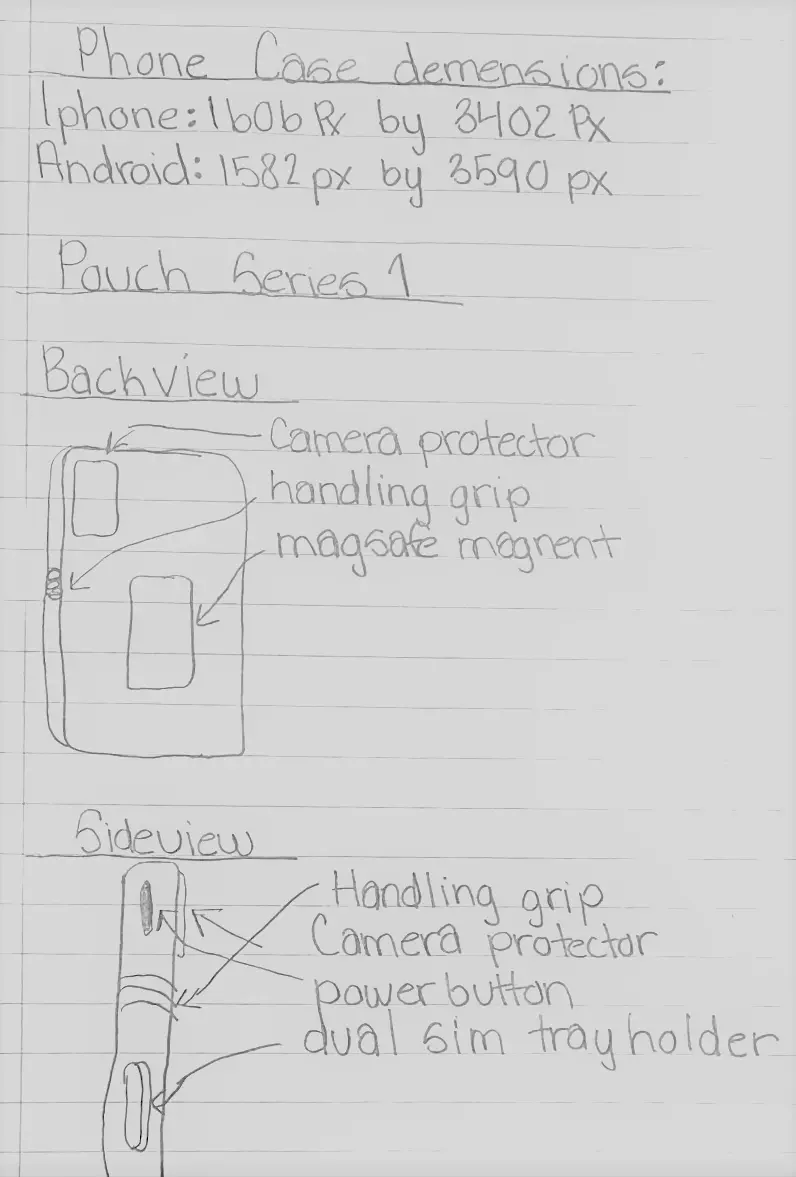 Phone Case demensions:
Iphone: 1606 Px by 3402 Px
Android: 1582 px by 3590 px
Pouch Series 1
Backview
Camera protector
handling grip
magsafe magnent
Sideview
Handling grip
Camera protector
power button
dual sim tray holder